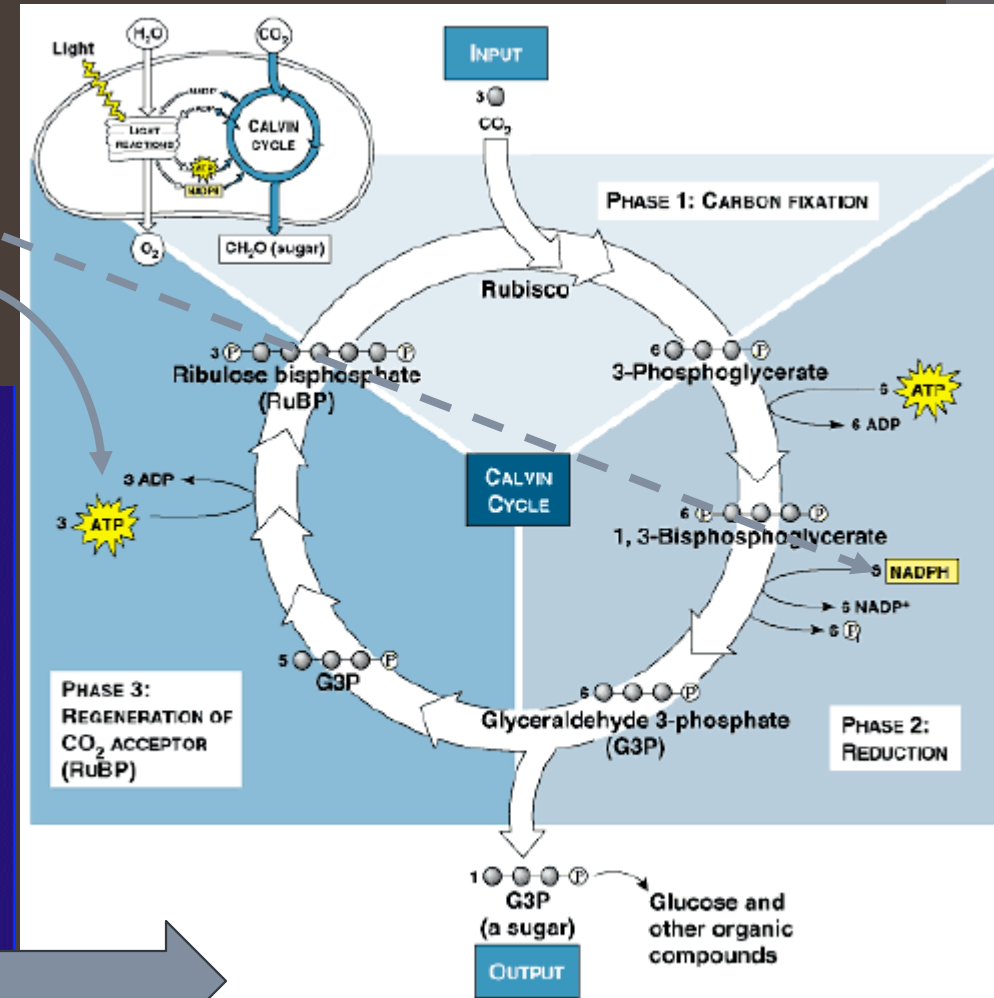 H₂O
CO₂
Light
NADP⁺
ADP
LIGHT
REACTIONS
CALVIN
CYCLE
ATP
NADPH
O₂
CH₂O (sugar)
INPUT
3
CO₂
PHASE 1: CARBON FIXATION
Rubisco
3 P P
Ribulose bisphosphate
(RuBP)
6 P
3-Phosphoglycerate
6 ATP
6 ADP
3 ADP
3 ATP
CALVIN
CYCLE
6 P P
1, 3-Bisphosphoglycerate
6 NADPH
6 NADP⁺
6 Pi
5 P
G3P
6 P
Glyceraldehyde 3-phosphate
(G3P)
PHASE 3:
REGENERATION OF
CO₂ ACCEPTOR
(RuBP)
PHASE 2:
REDUCTION
1 P
G3P
(a sugar)
Glucose and
other organic
compounds
OUTPUT